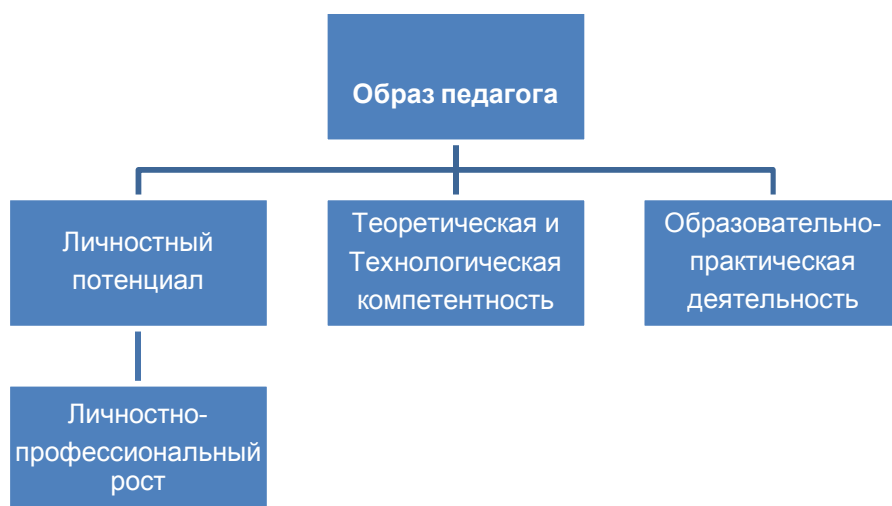 Образ педагога
Личностный
потенциал
Теоретическая и
Технологическая
компетентность
Образовательно-
практическая
деятельность
Личностно-
профессиональный
рост